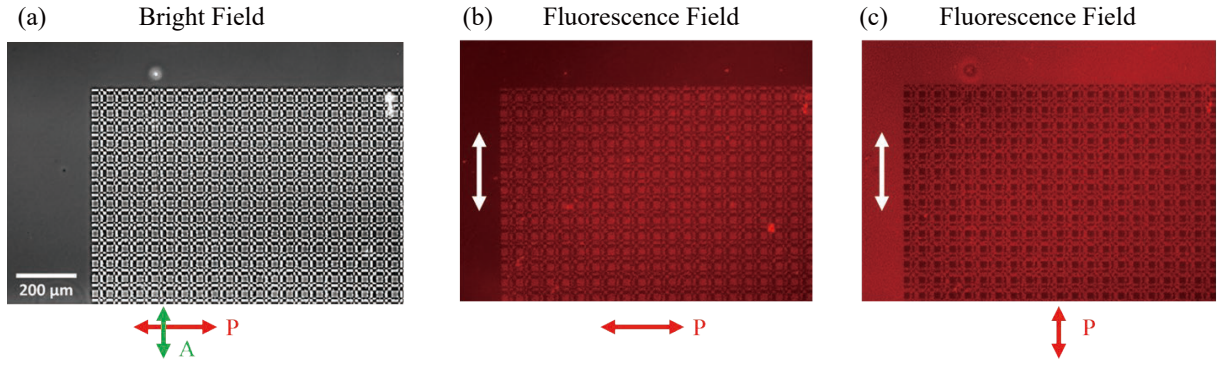 (a) Bright Field
(b) Fluorescence Field
(c) Fluorescence Field
200 μm
P
A
P
P